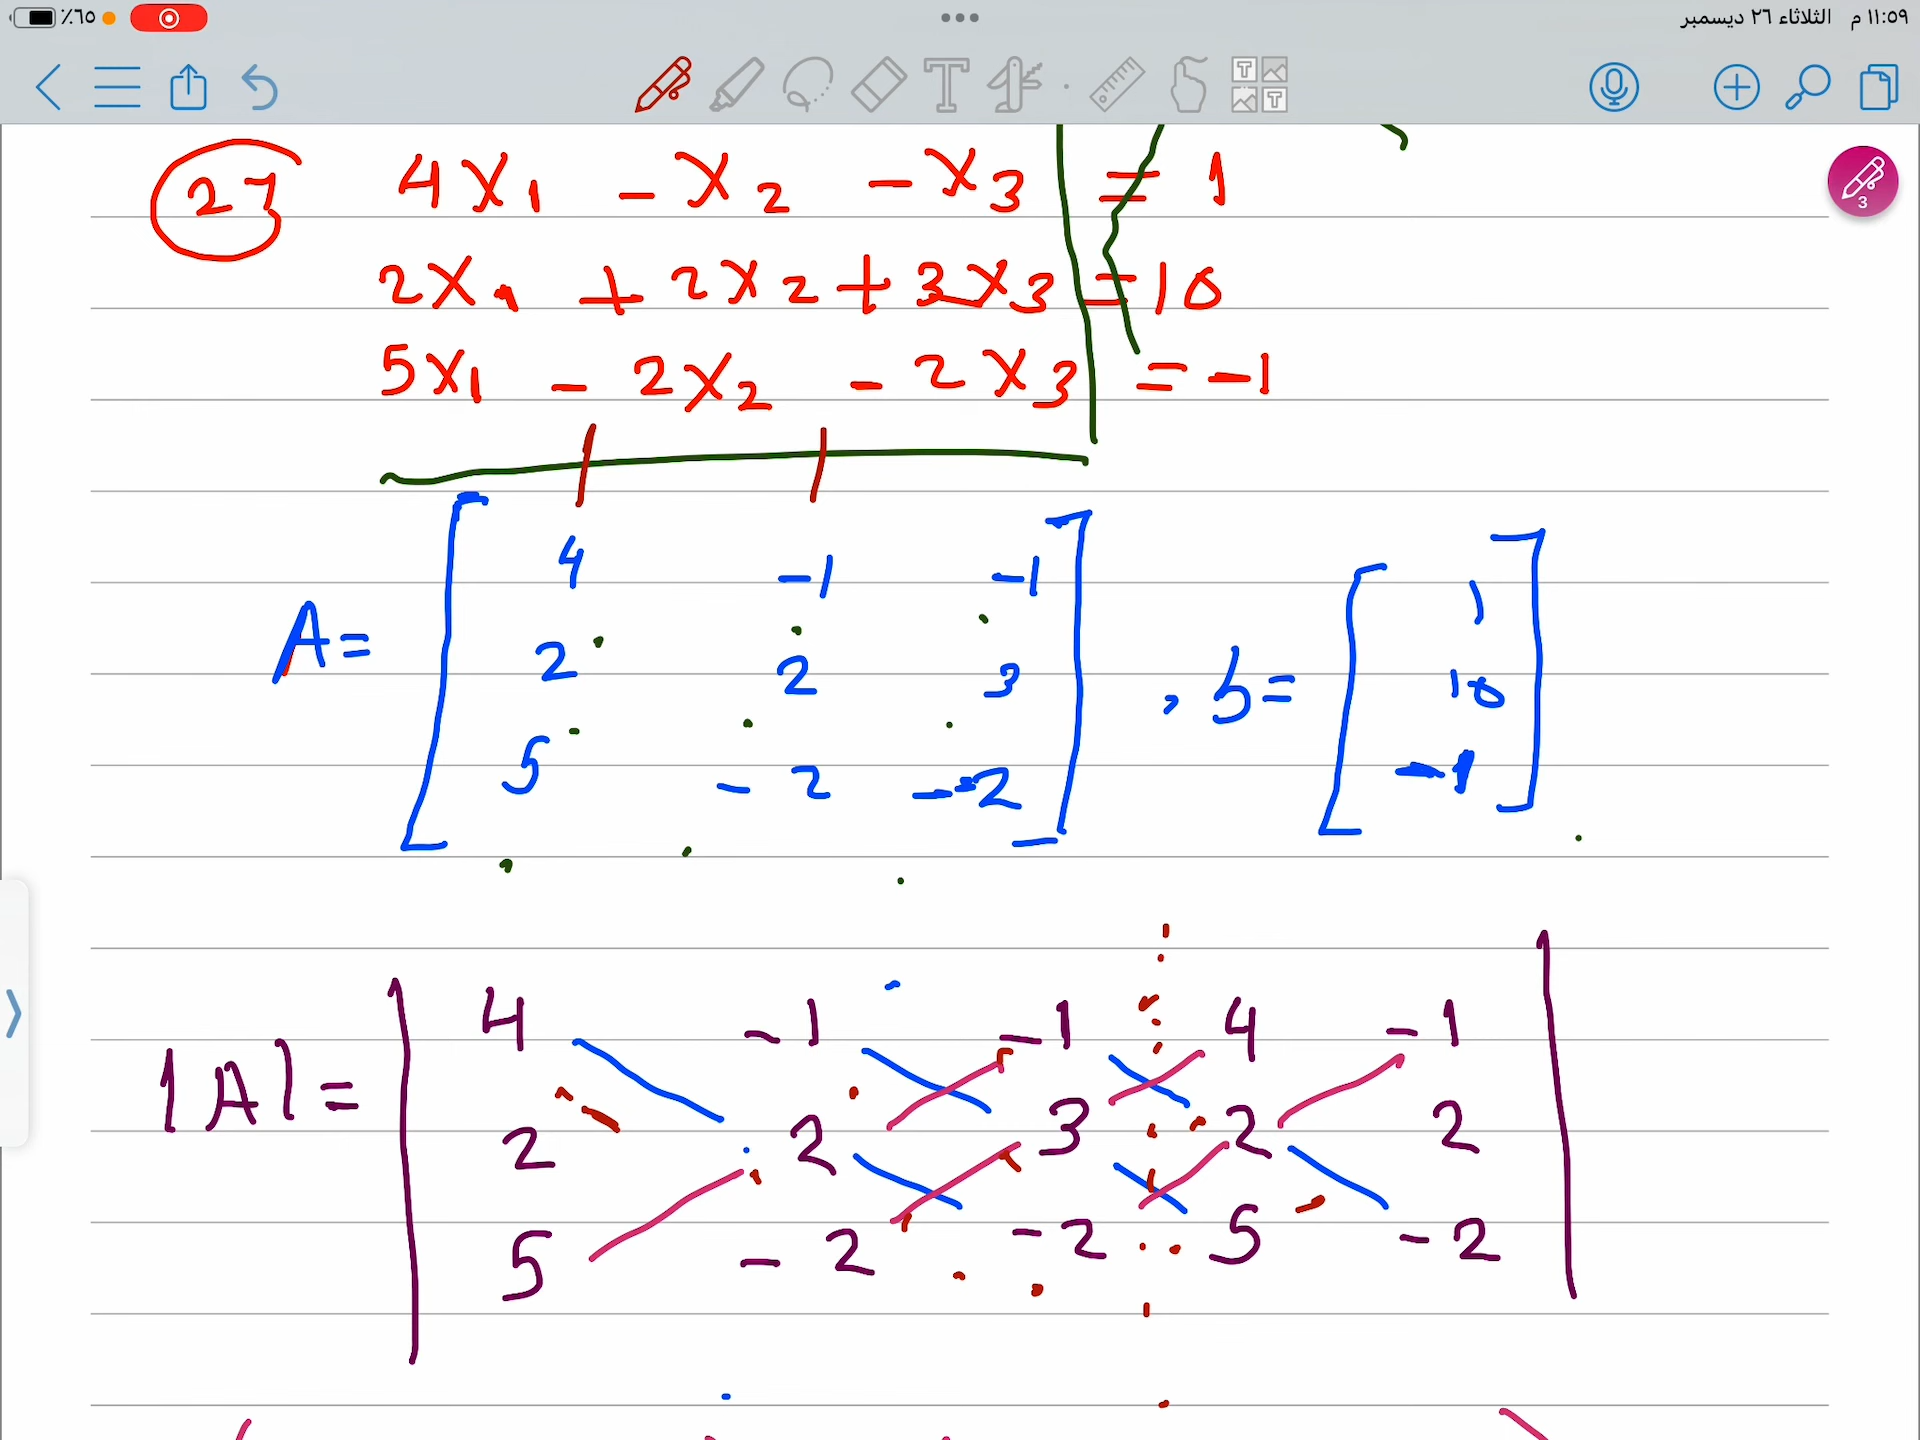 ١١:٥٩ م الثلاثاء ٢٦ ديسمبر
٪٦٥
3
27 4x1 - x2 - x3 = 1
2x1 + 2x2 + 3x3 = 10
5x1 - 2x2 - 2x3 = -1
A = [ 4 -1 -1
2 2 3
5 -2 -2 ]
, b = [ 1
10
-1 ]
|A| = | 4 -1 -1 4 -1
2 2 3 2 2
5 -2 -2 5 -2 |